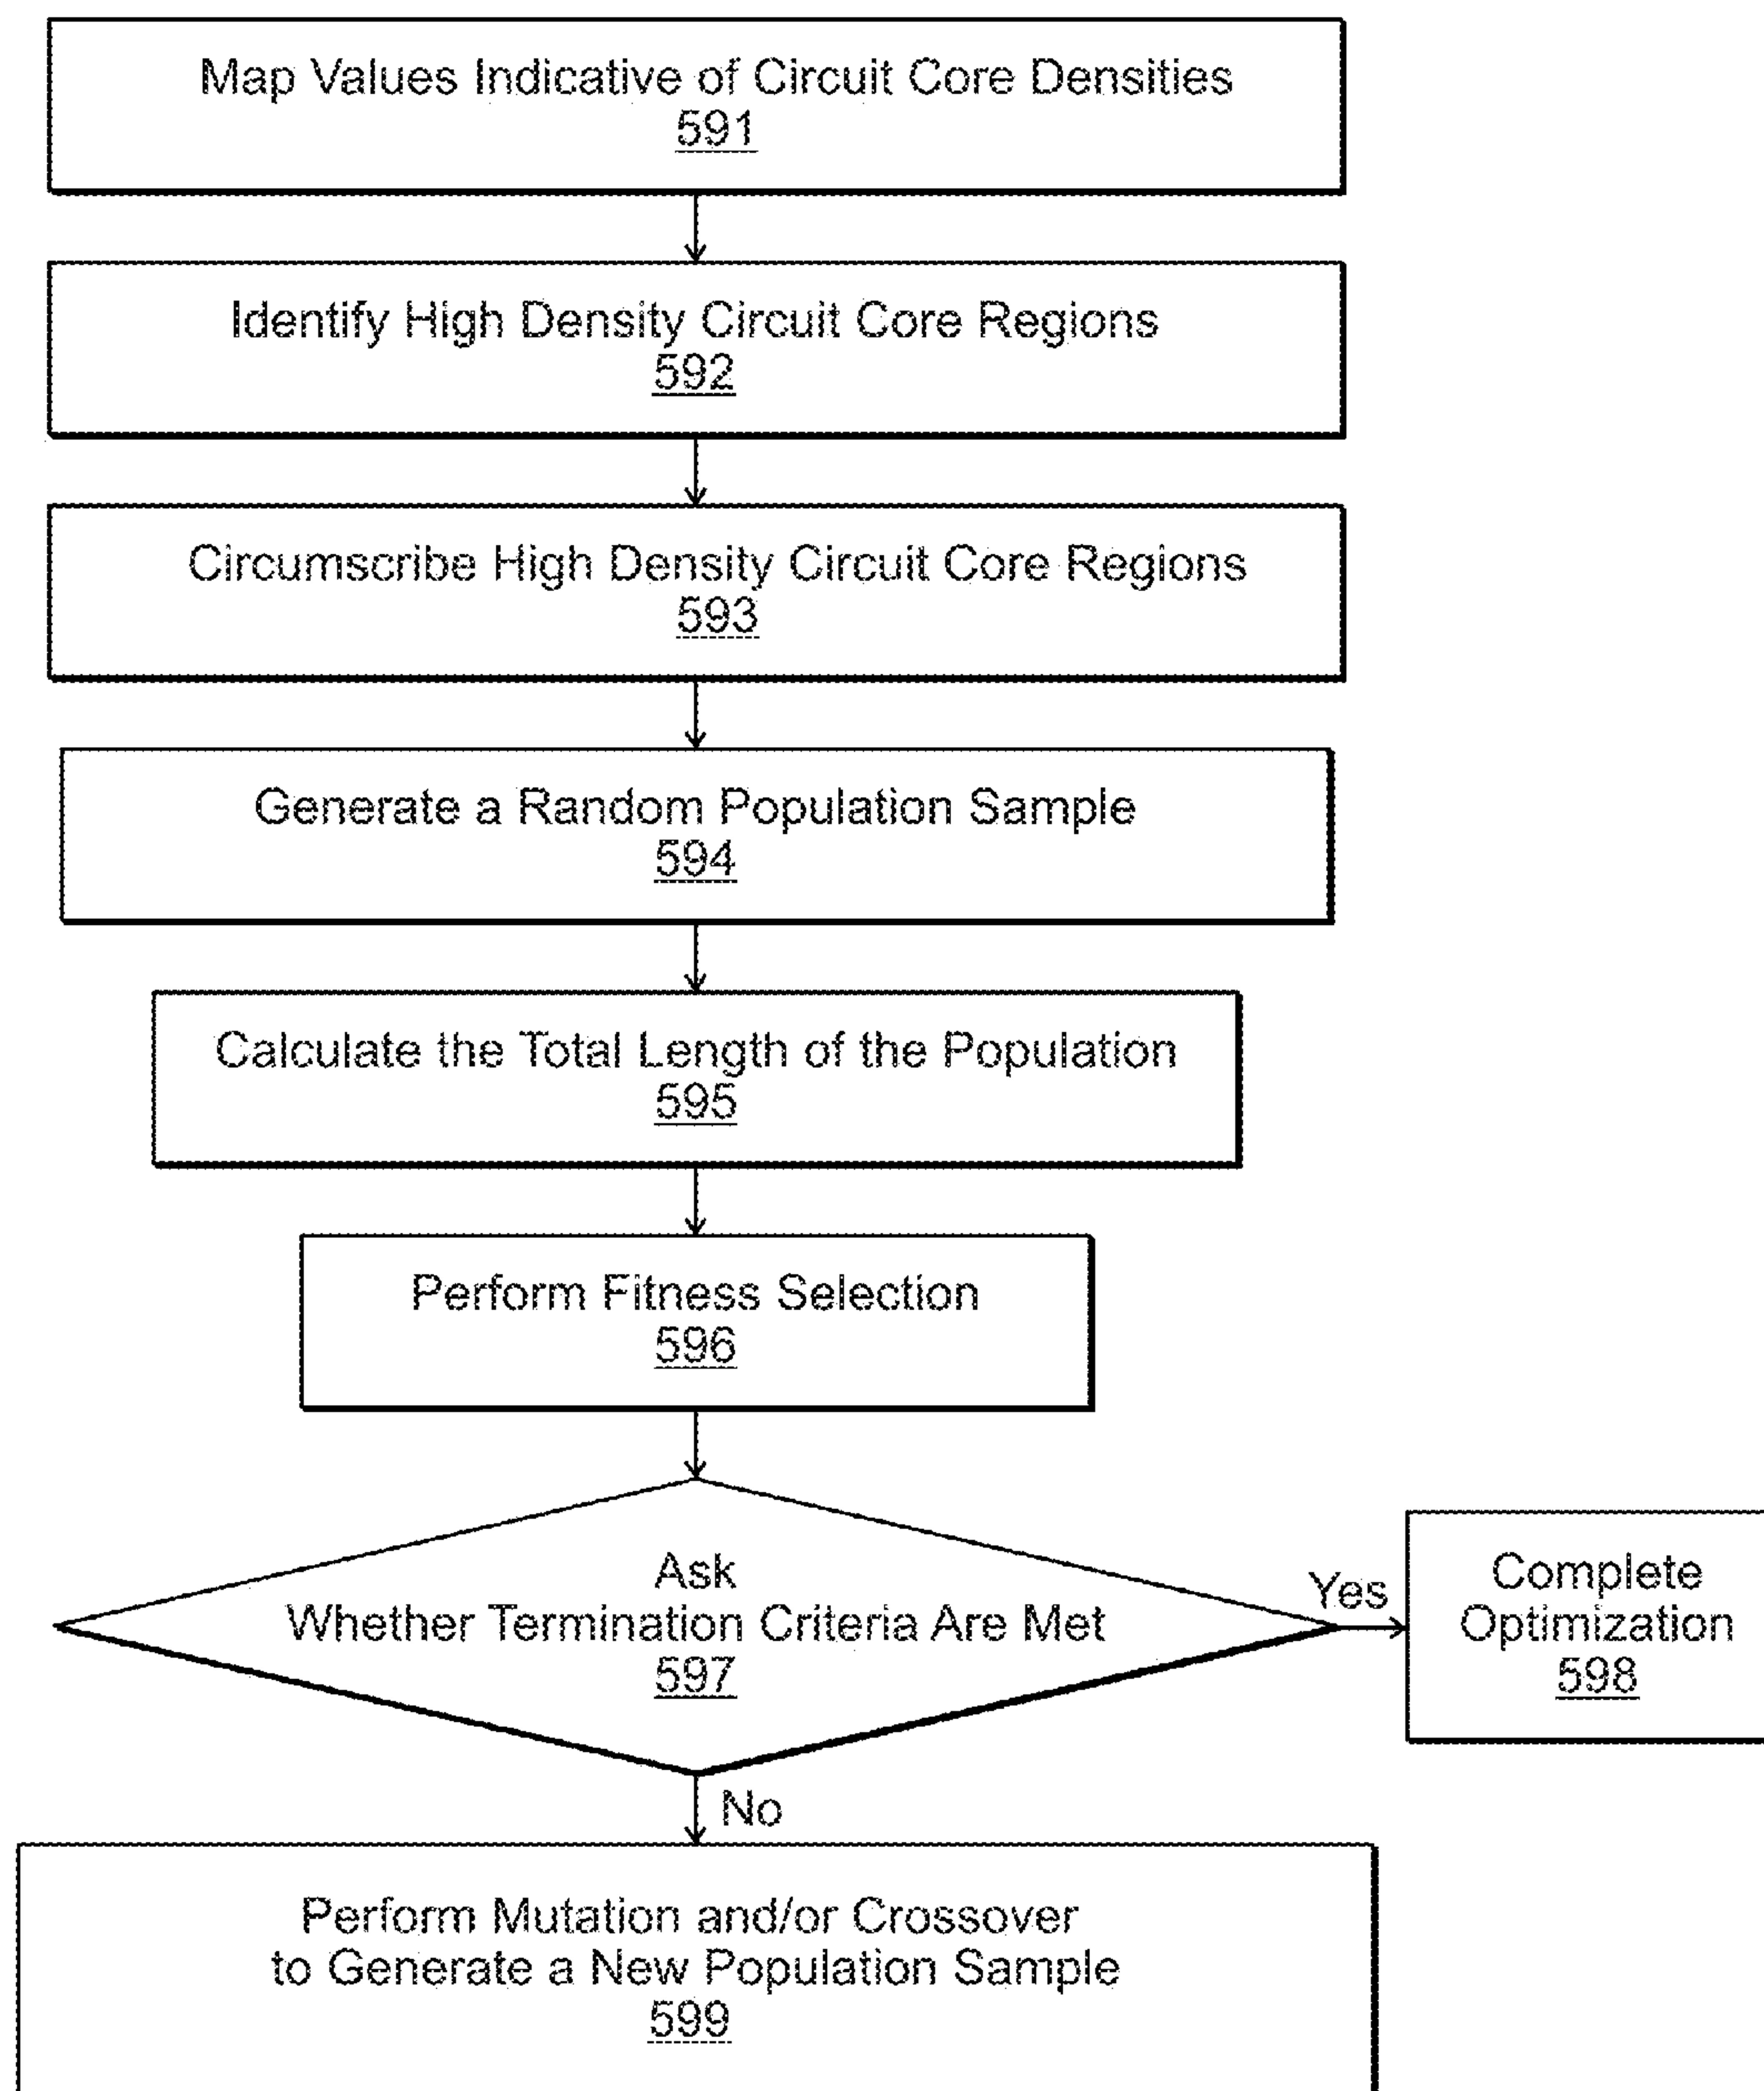 Map Values Indicative of Circuit Core Densities
591
Identify High Density Circuit Core Regions
592
Circumscribe High Density Circuit Core Regions
593
Generate a Random Population Sample
594
Calculate the Total Length of the Population
595
Perform Fitness Selection
596
Ask
Whether Termination Criteria Are Met
597
Yes
Complete
Optimization
598
No
Perform Mutation and/or Crossover
to Generate a New Population Sample
599